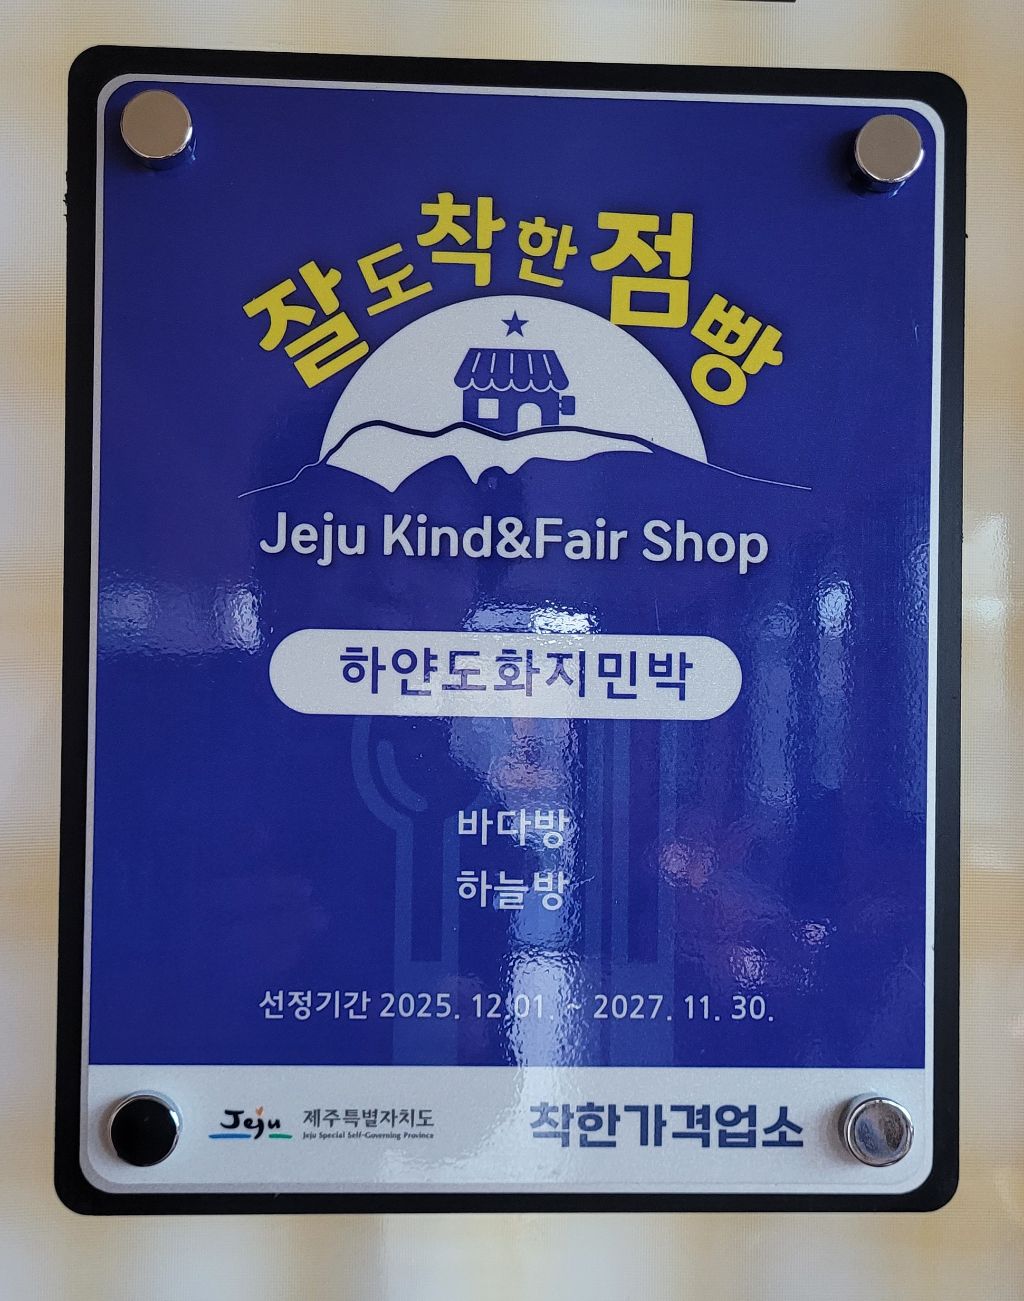 잘도착한점빵
Jeju Kind&Fair Shop
하얀도화지민박
바다방
하늘방
선정기간 2025. 12.01. ~ 2027. 11. 30.
Jeju 제주특별자치도
Jeju Special Self-Governing Province
착한가격업소